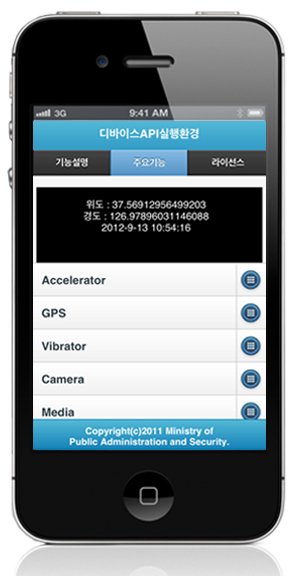 3G 9:41 AM
디바이스API실행환경
기능설명 주요기능 라이선스
위도 : 37.56912956499203
경도 : 126.97896031146088
2012-9-13 10:54:16
Accelerator
GPS
Vibrator
Camera
Media
Copyright(c)2011 Ministry of
Public Administration and Security.